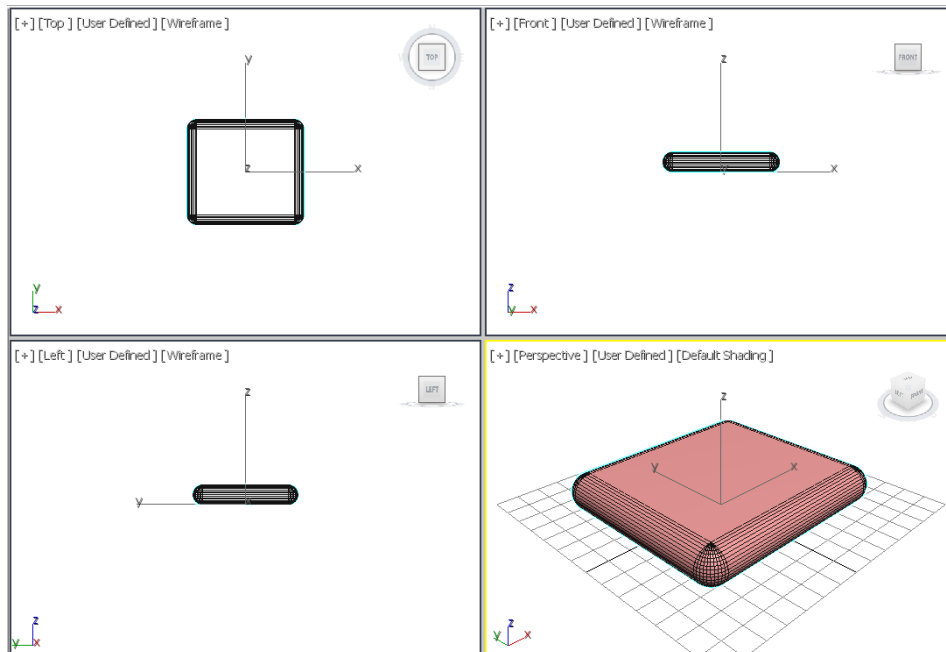 [+] [Top ] [User Defined ] [Wireframe ]
TOP
y
z
x
y
z
x
[+] [Front ] [User Defined ] [Wireframe ]
FRONT
z
x
z
y
x
[+] [Left ] [User Defined ] [Wireframe ]
LEFT
z
y
z
y
x
[+] [Perspective ] [User Defined ] [Default Shading ]
z
y
x
z
y
x